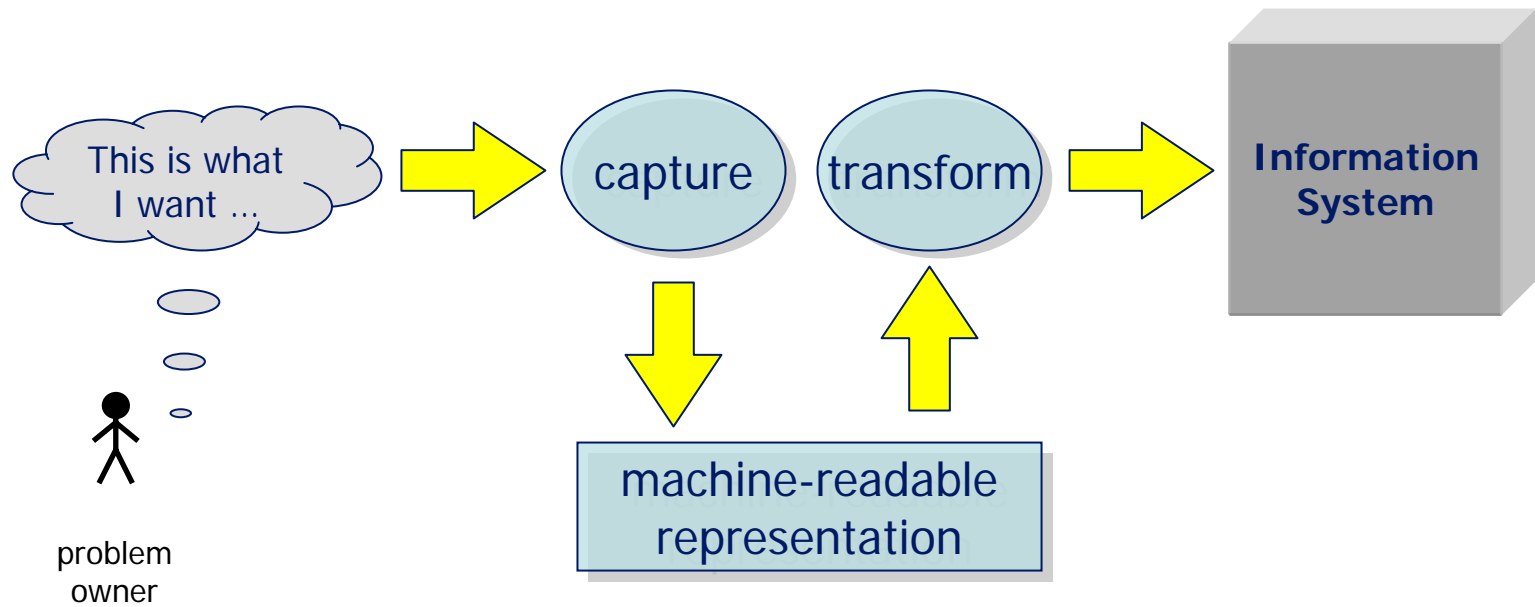 This is what
I want ...
capture
transform
Information
System
machine-readable
representation
problem
owner